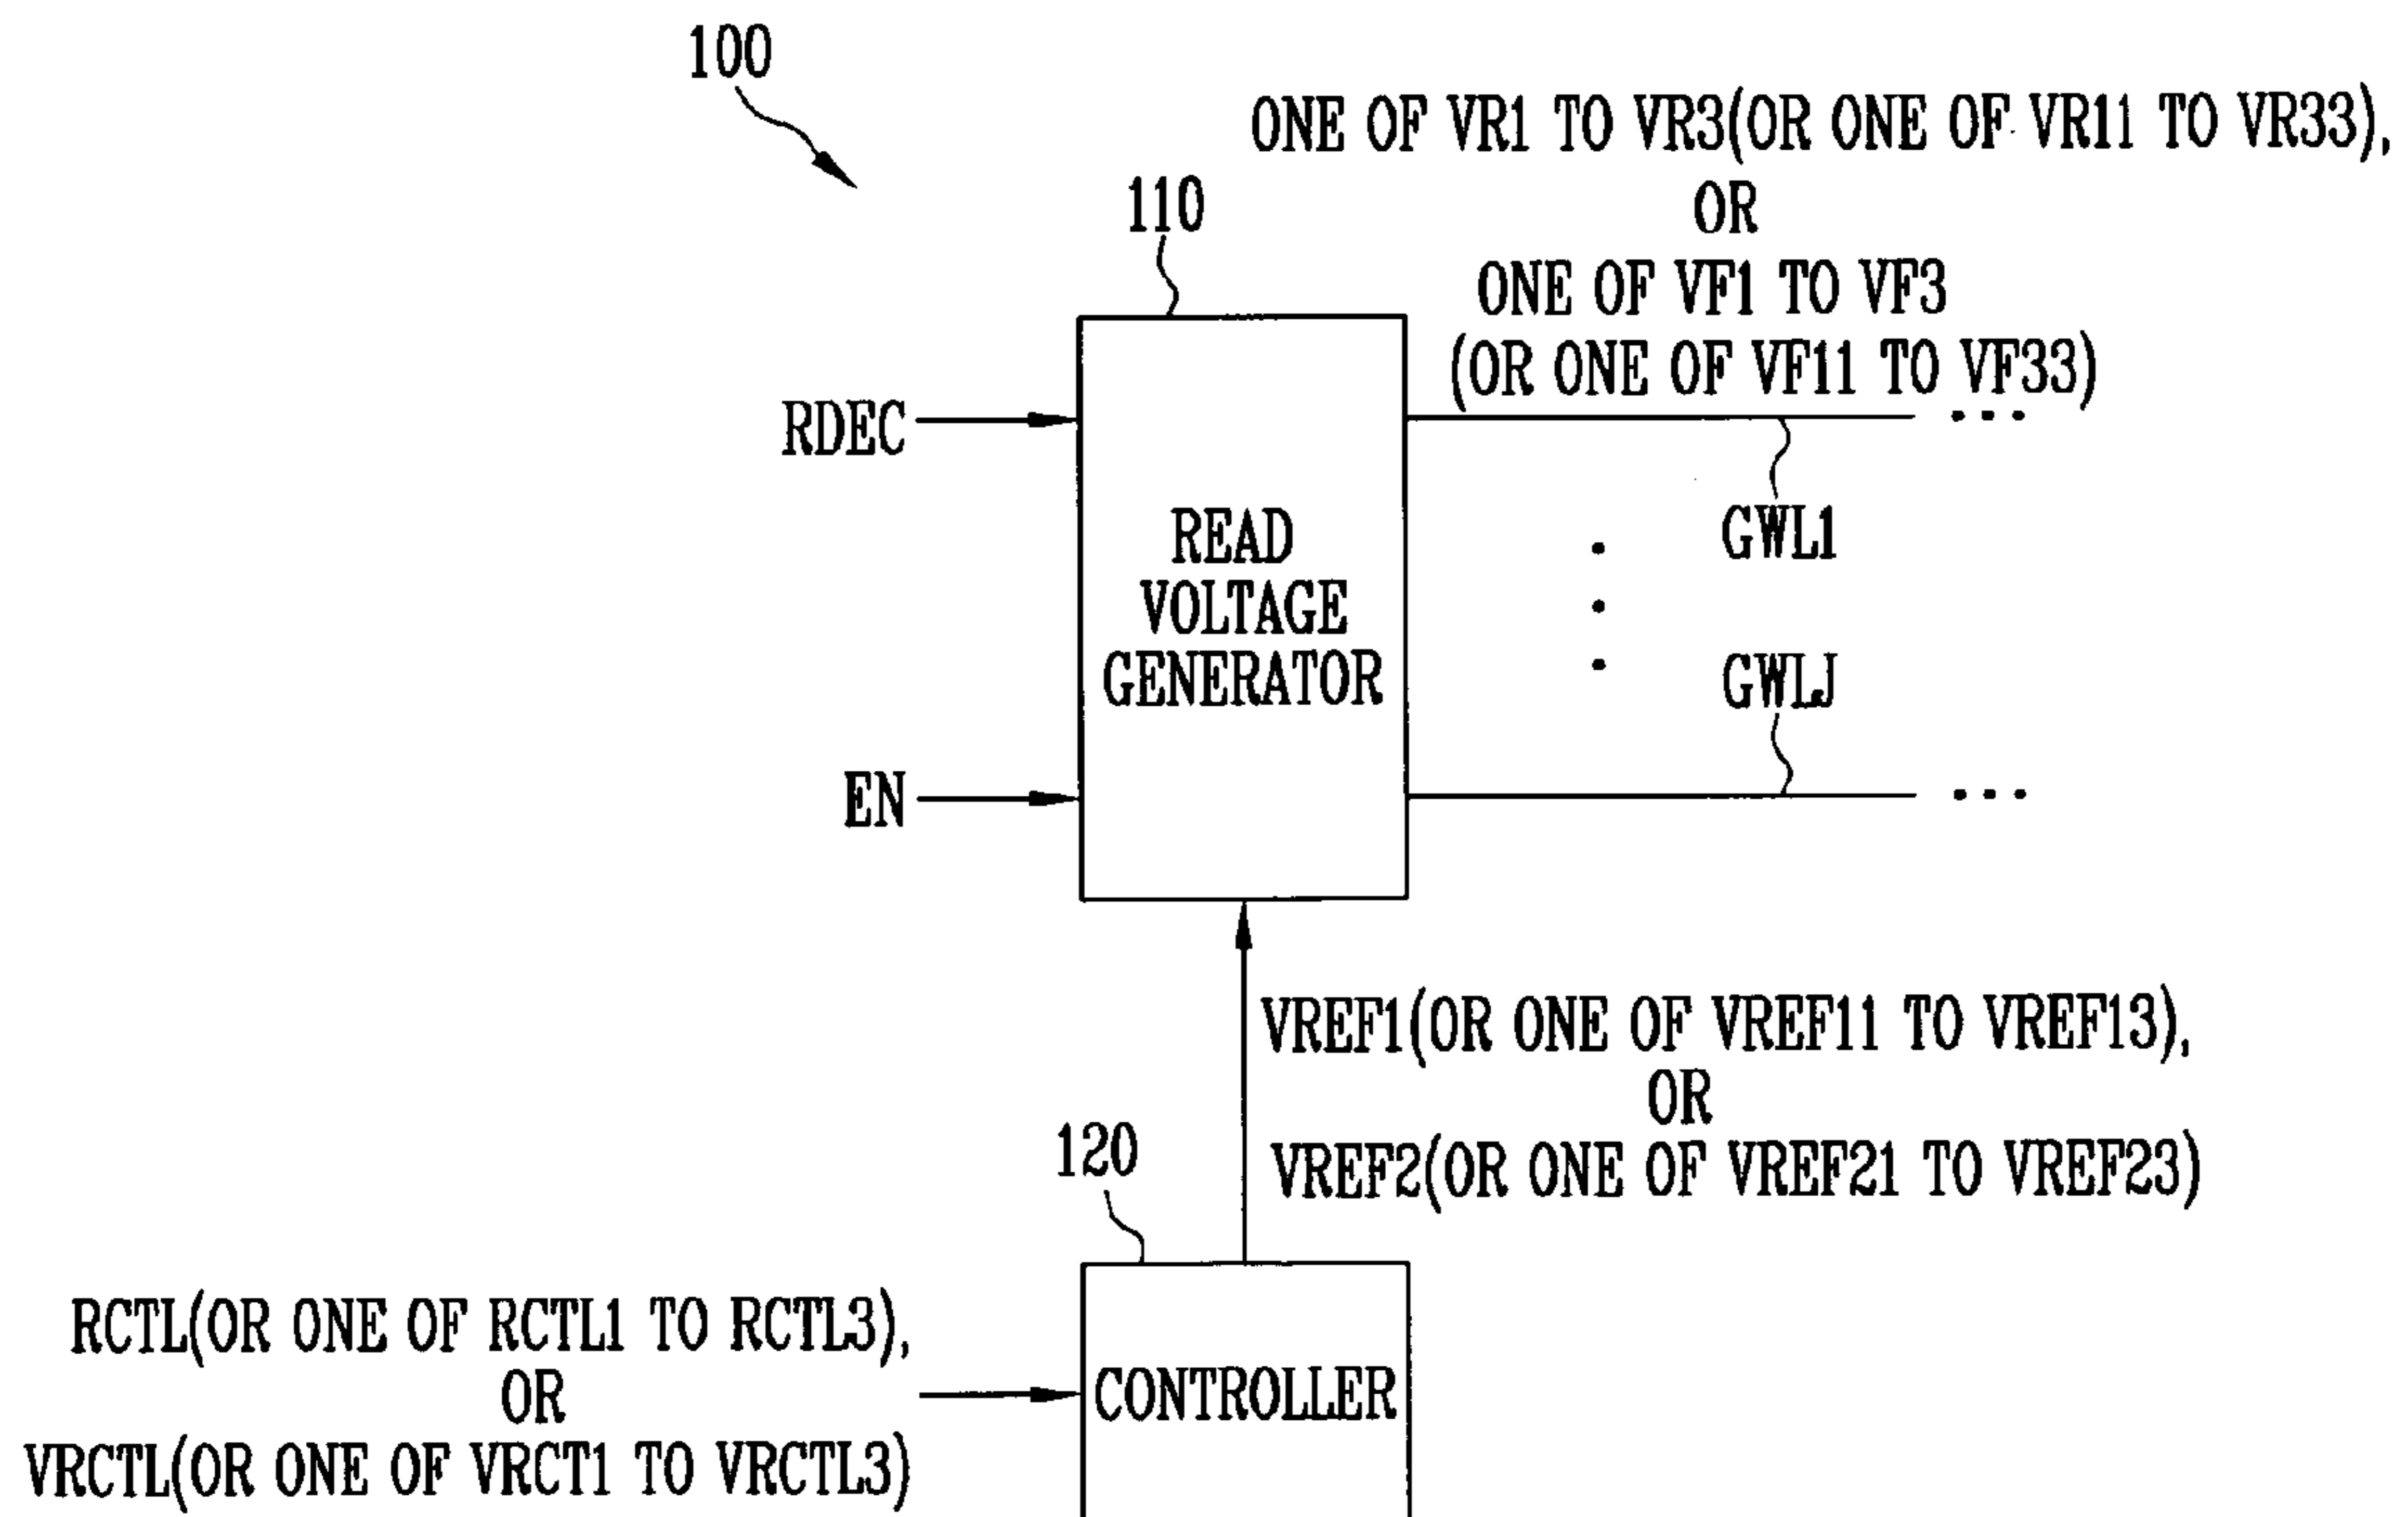 100
ONE OF VR1 TO VR3(OR ONE OF VR11 TO VR33),
OR
ONE OF VF1 TO VF3
(OR ONE OF VF11 TO VF33)
110
RDEC
READ
VOLTAGE
GENERATOR
GWL1
GWLJ
EN
VREF1(OR ONE OF VREF11 TO VREF13),
OR
VREF2(OR ONE OF VREF21 TO VREF23)
120
RCTL(OR ONE OF RCTL1 TO RCTL3),
OR
VRCTL(OR ONE OF VRCT1 TO VRCTL3)
CONTROLLER